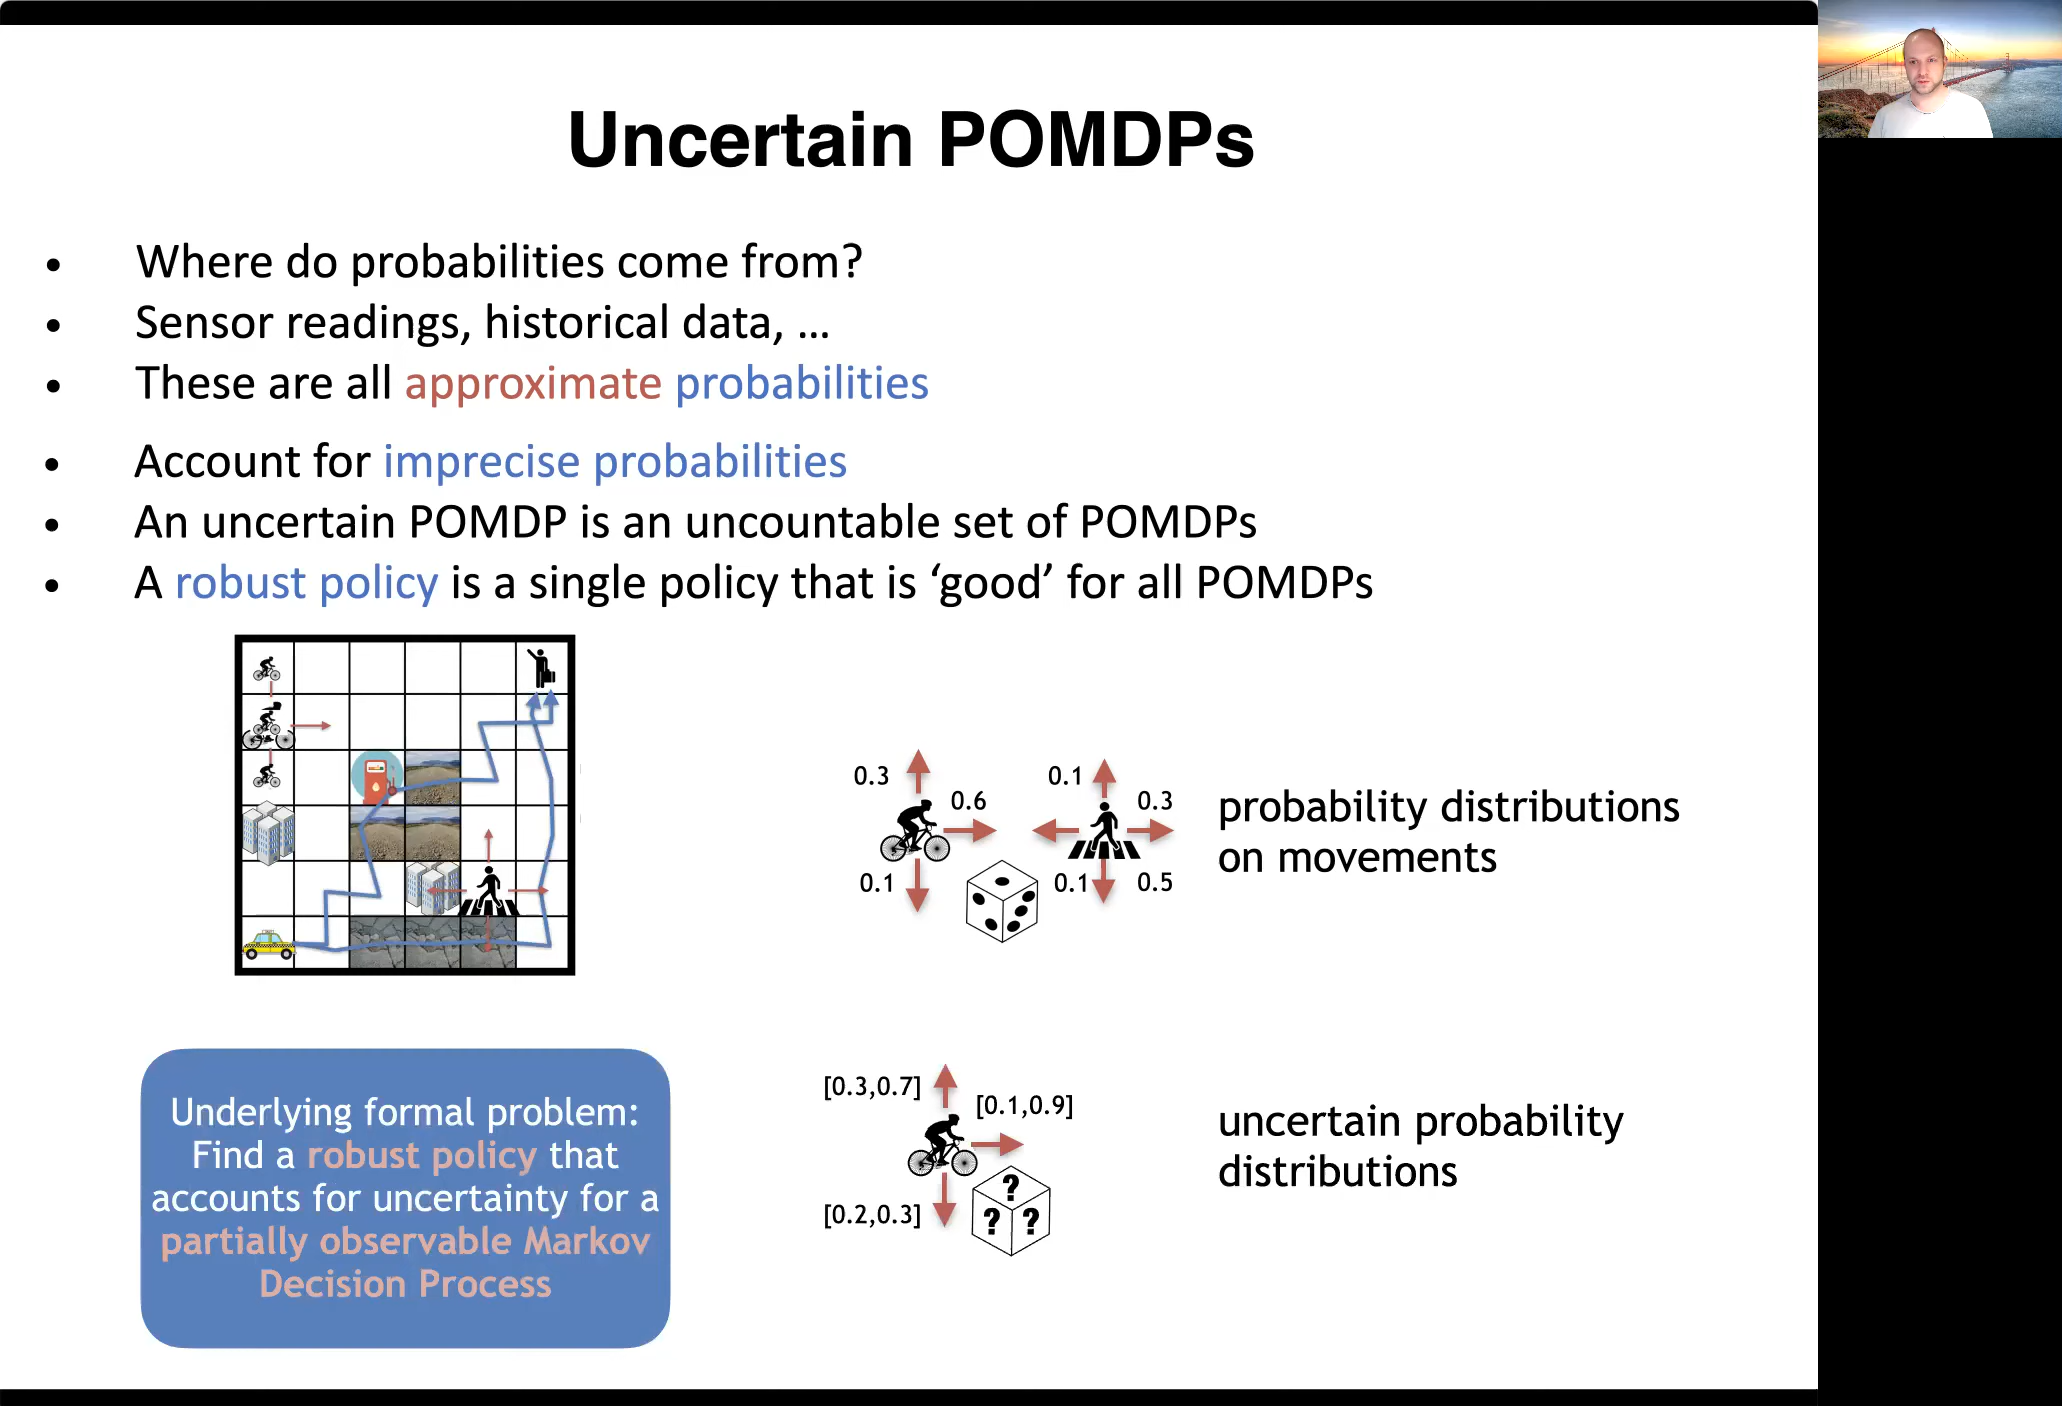 Uncertain POMDPs
• Where do probabilities come from?
• Sensor readings, historical data, ...
• These are all approximate probabilities
• Account for imprecise probabilities
• An uncertain POMDP is an uncountable set of POMDPs
• A robust policy is a single policy that is ‘good’ for all POMDPs
0.3
0.6
0.1
0.1
0.3
0.1
0.5
probability distributions
on movements
Underlying formal problem:
Find a robust policy that
accounts for uncertainty for a
partially observable Markov
Decision Process
[0.3,0.7]
[0.1,0.9]
[0.2,0.3]
?
? ?
uncertain probability
distributions